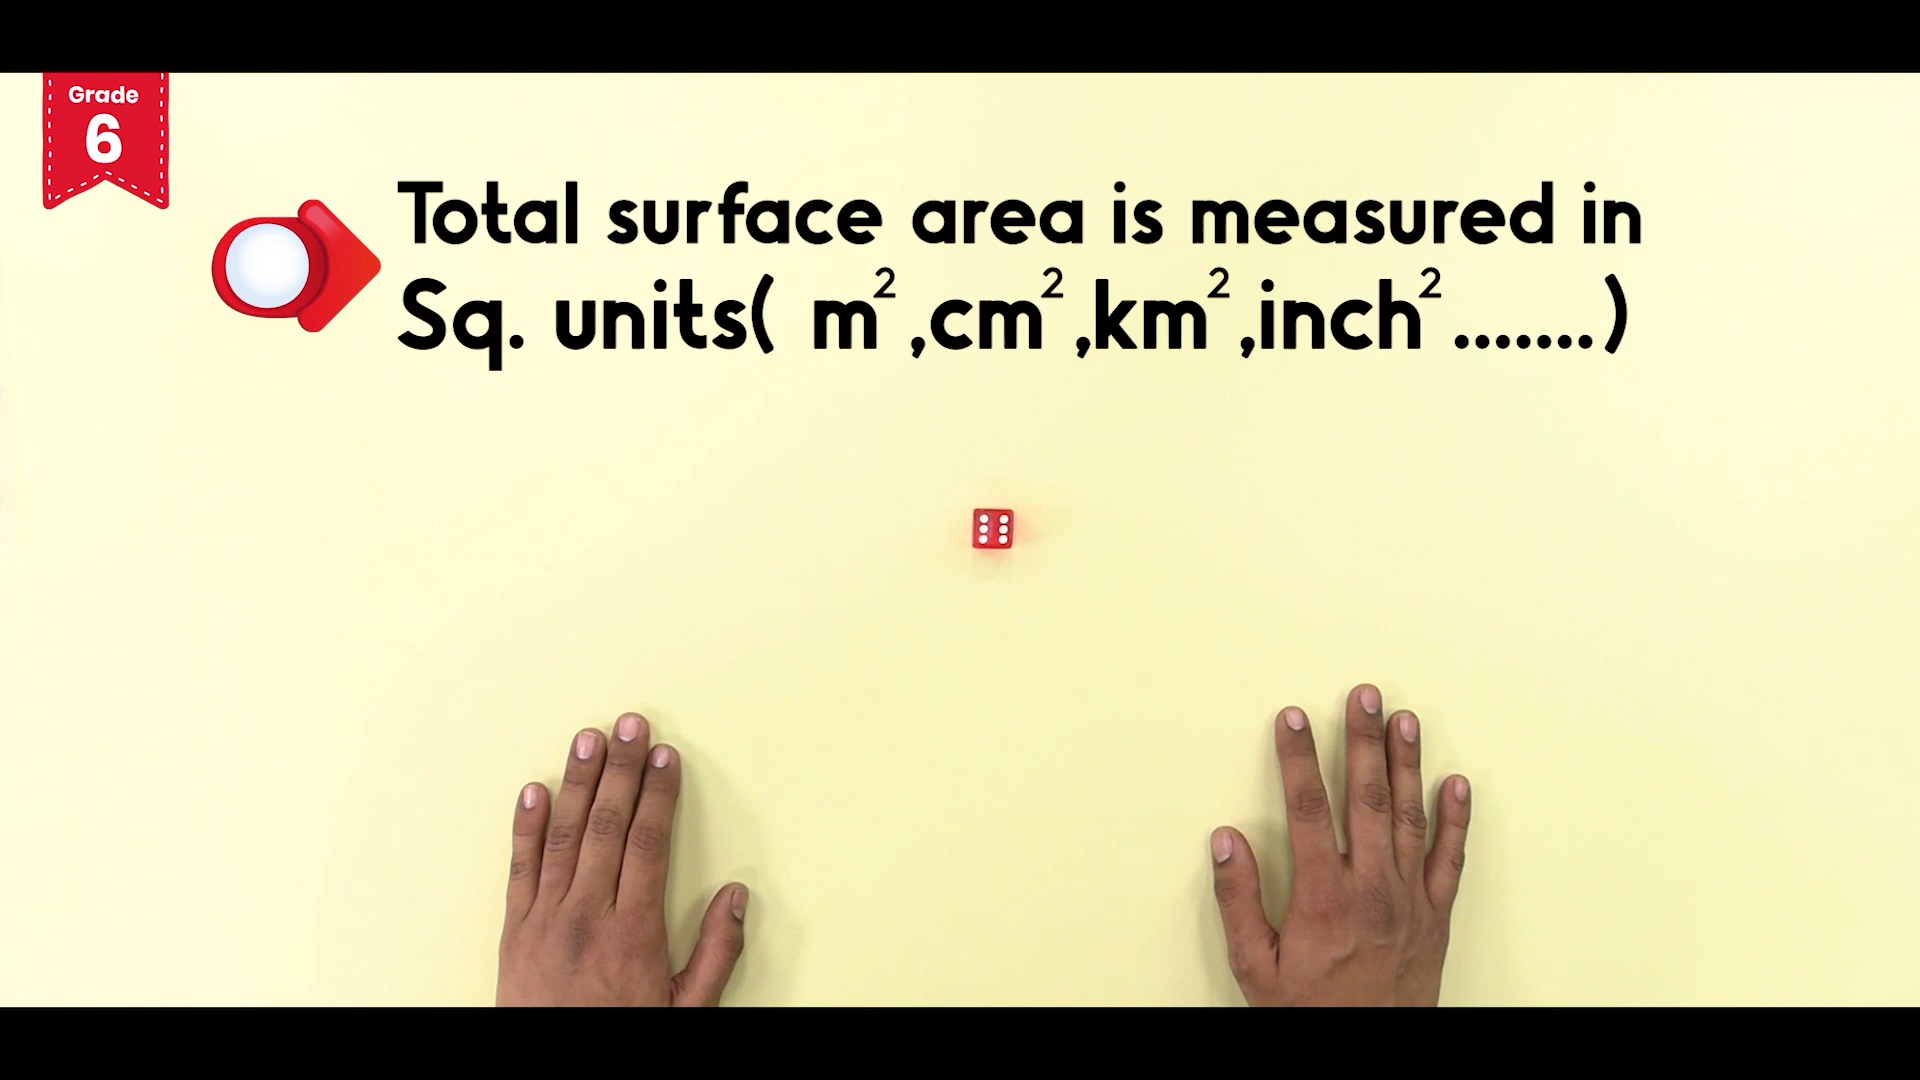 Grade
6
Total surface area is measured in
Sq. units( m²,cm²,km²,inch².......)